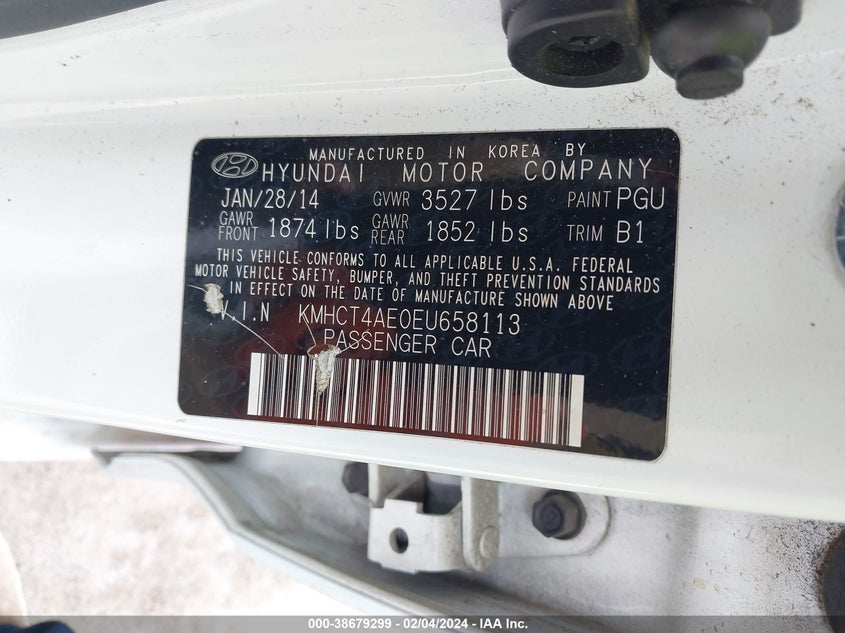 MANUFACTURED IN KOREA BY
HYUNDAI MOTOR COMPANY
JAN/28/14 GVWR 3527 lbs PAINT PGU
GAWR FRONT 1874 lbs GAWR REAR 1852 lbs TRIM B1
THIS VEHICLE CONFORMS TO ALL APPLICABLE U.S.A. FEDERAL
MOTOR VEHICLE SAFETY, BUMPER, AND THEFT PREVENTION STANDARDS
IN EFFECT ON THE DATE OF MANUFACTURE SHOWN ABOVE
V.I.N KMHCT4AE0EU658113
PASSENGER CAR
000-38679299 - 02/04/2024 - IAA Inc.